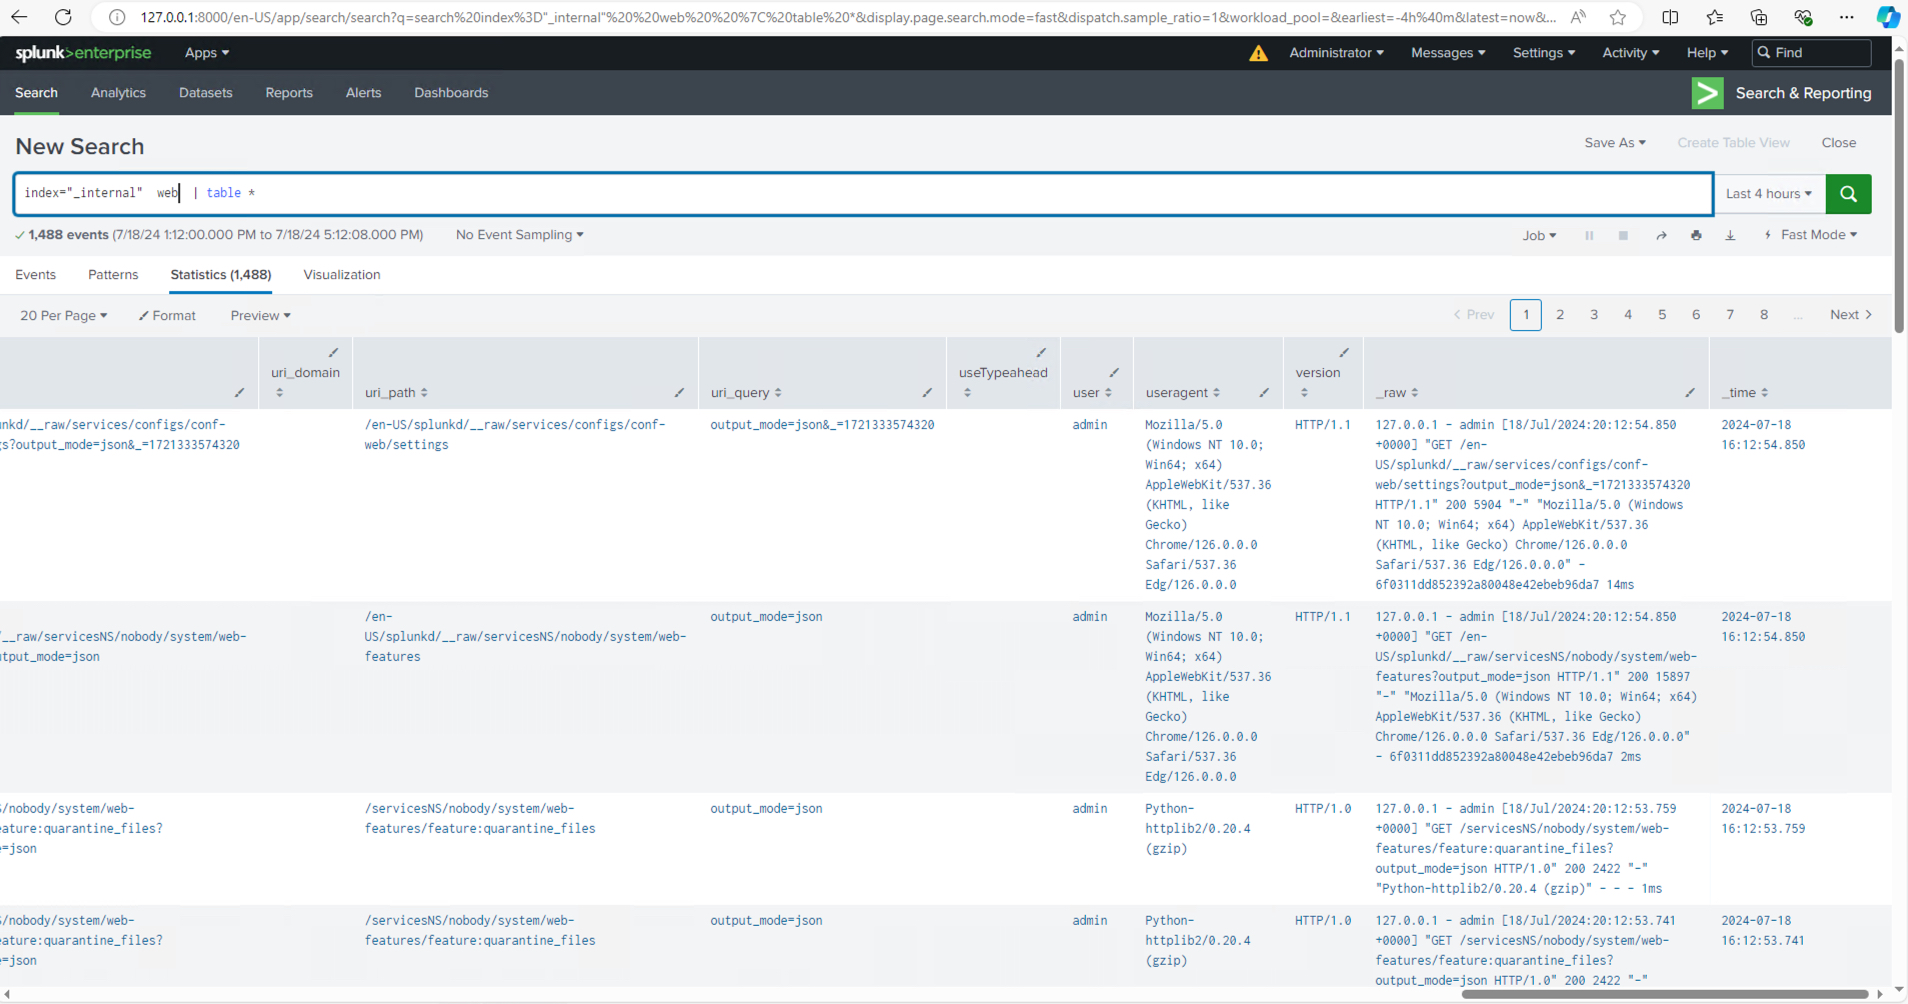 127.0.0.1:8000/en-US/app/search/search?q=search%20index%3D"_internal"%20%20web%20%20%7C%20table%20*&display.page.search.mode=fast&dispatch.sample_ratio=1&workload_pool=&earliest=-4h%40m&latest=now&...
splunk>enterprise Apps Administrator Messages Settings Activity Help Find
Search Analytics Datasets Reports Alerts Dashboards Search & Reporting
New Search Save As Create Table View Close
index="_internal"  web  | table * Last 4 hours
1,488 events (7/18/24 1:12:00.000 PM to 7/18/24 5:12:08.000 PM) No Event Sampling Job Fast Mode
Events Patterns Statistics (1,488) Visualization
20 Per Page Format Preview < Prev 1 2 3 4 5 6 7 8 ... Next >
uri_domain uri_path uri_query useTypeahead user useragent version _raw _time
unkd/__raw/services/configs/conf-
gs?output_mode=json&_=1721333574320
/en-US/splunkd/__raw/services/configs/conf-
web/settings
output_mode=json&_=1721333574320
admin
Mozilla/5.0
(Windows NT 10.0;
Win64; x64)
AppleWebKit/537.36
(KHTML, like
Gecko)
Chrome/126.0.0.0
Safari/537.36
Edg/126.0.0.0
HTTP/1.1
127.0.0.1 - admin [18/Jul/2024:20:12:54.850
+0000] "GET /en-
US/splunkd/__raw/services/configs/conf-
web/settings?output_mode=json&_=1721333574320
HTTP/1.1" 200 5904 "-" "Mozilla/5.0 (Windows
NT 10.0; Win64; x64) AppleWebKit/537.36
(KHTML, like Gecko) Chrome/126.0.0.0
Safari/537.36 Edg/126.0.0.0" -
6f0311dd852392a80048e42ebeb96da7 14ms
2024-07-18
16:12:54.850
/__raw/servicesNS/nobody/system/web-
utput_mode=json
/en-
US/splunkd/__raw/servicesNS/nobody/system/web-
features
output_mode=json
admin
Mozilla/5.0
(Windows NT 10.0;
Win64; x64)
AppleWebKit/537.36
(KHTML, like
Gecko)
Chrome/126.0.0.0
Safari/537.36
Edg/126.0.0.0
HTTP/1.1
127.0.0.1 - admin [18/Jul/2024:20:12:54.850
+0000] "GET /en-
US/splunkd/__raw/servicesNS/nobody/system/web-
features?output_mode=json HTTP/1.1" 200 15897
"-" "Mozilla/5.0 (Windows NT 10.0; Win64; x64)
AppleWebKit/537.36 (KHTML, like Gecko)
Chrome/126.0.0.0 Safari/537.36 Edg/126.0.0.0"
- 6f0311dd852392a80048e42ebeb96da7 2ms
2024-07-18
16:12:54.850
S/nobody/system/web-
eature:quarantine_files?
=json
/servicesNS/nobody/system/web-
features/feature:quarantine_files
output_mode=json
admin
Python-
httplib2/0.20.4
(gzip)
HTTP/1.0
127.0.0.1 - admin [18/Jul/2024:20:12:53.759
+0000] "GET /servicesNS/nobody/system/web-
features/feature:quarantine_files?
output_mode=json HTTP/1.0" 200 2422 "-"
"Python-httplib2/0.20.4 (gzip)" - - - 1ms
2024-07-18
16:12:53.759
S/nobody/system/web-
eature:quarantine_files?
=json
/servicesNS/nobody/system/web-
features/feature:quarantine_files
output_mode=json
admin
Python-
httplib2/0.20.4
(gzip)
HTTP/1.0
127.0.0.1 - admin [18/Jul/2024:20:12:53.741
+0000] "GET /servicesNS/nobody/system/web-
features/feature:quarantine_files?
output_mode=json HTTP/1.0" 200 2422 "-"
2024-07-18
16:12:53.741